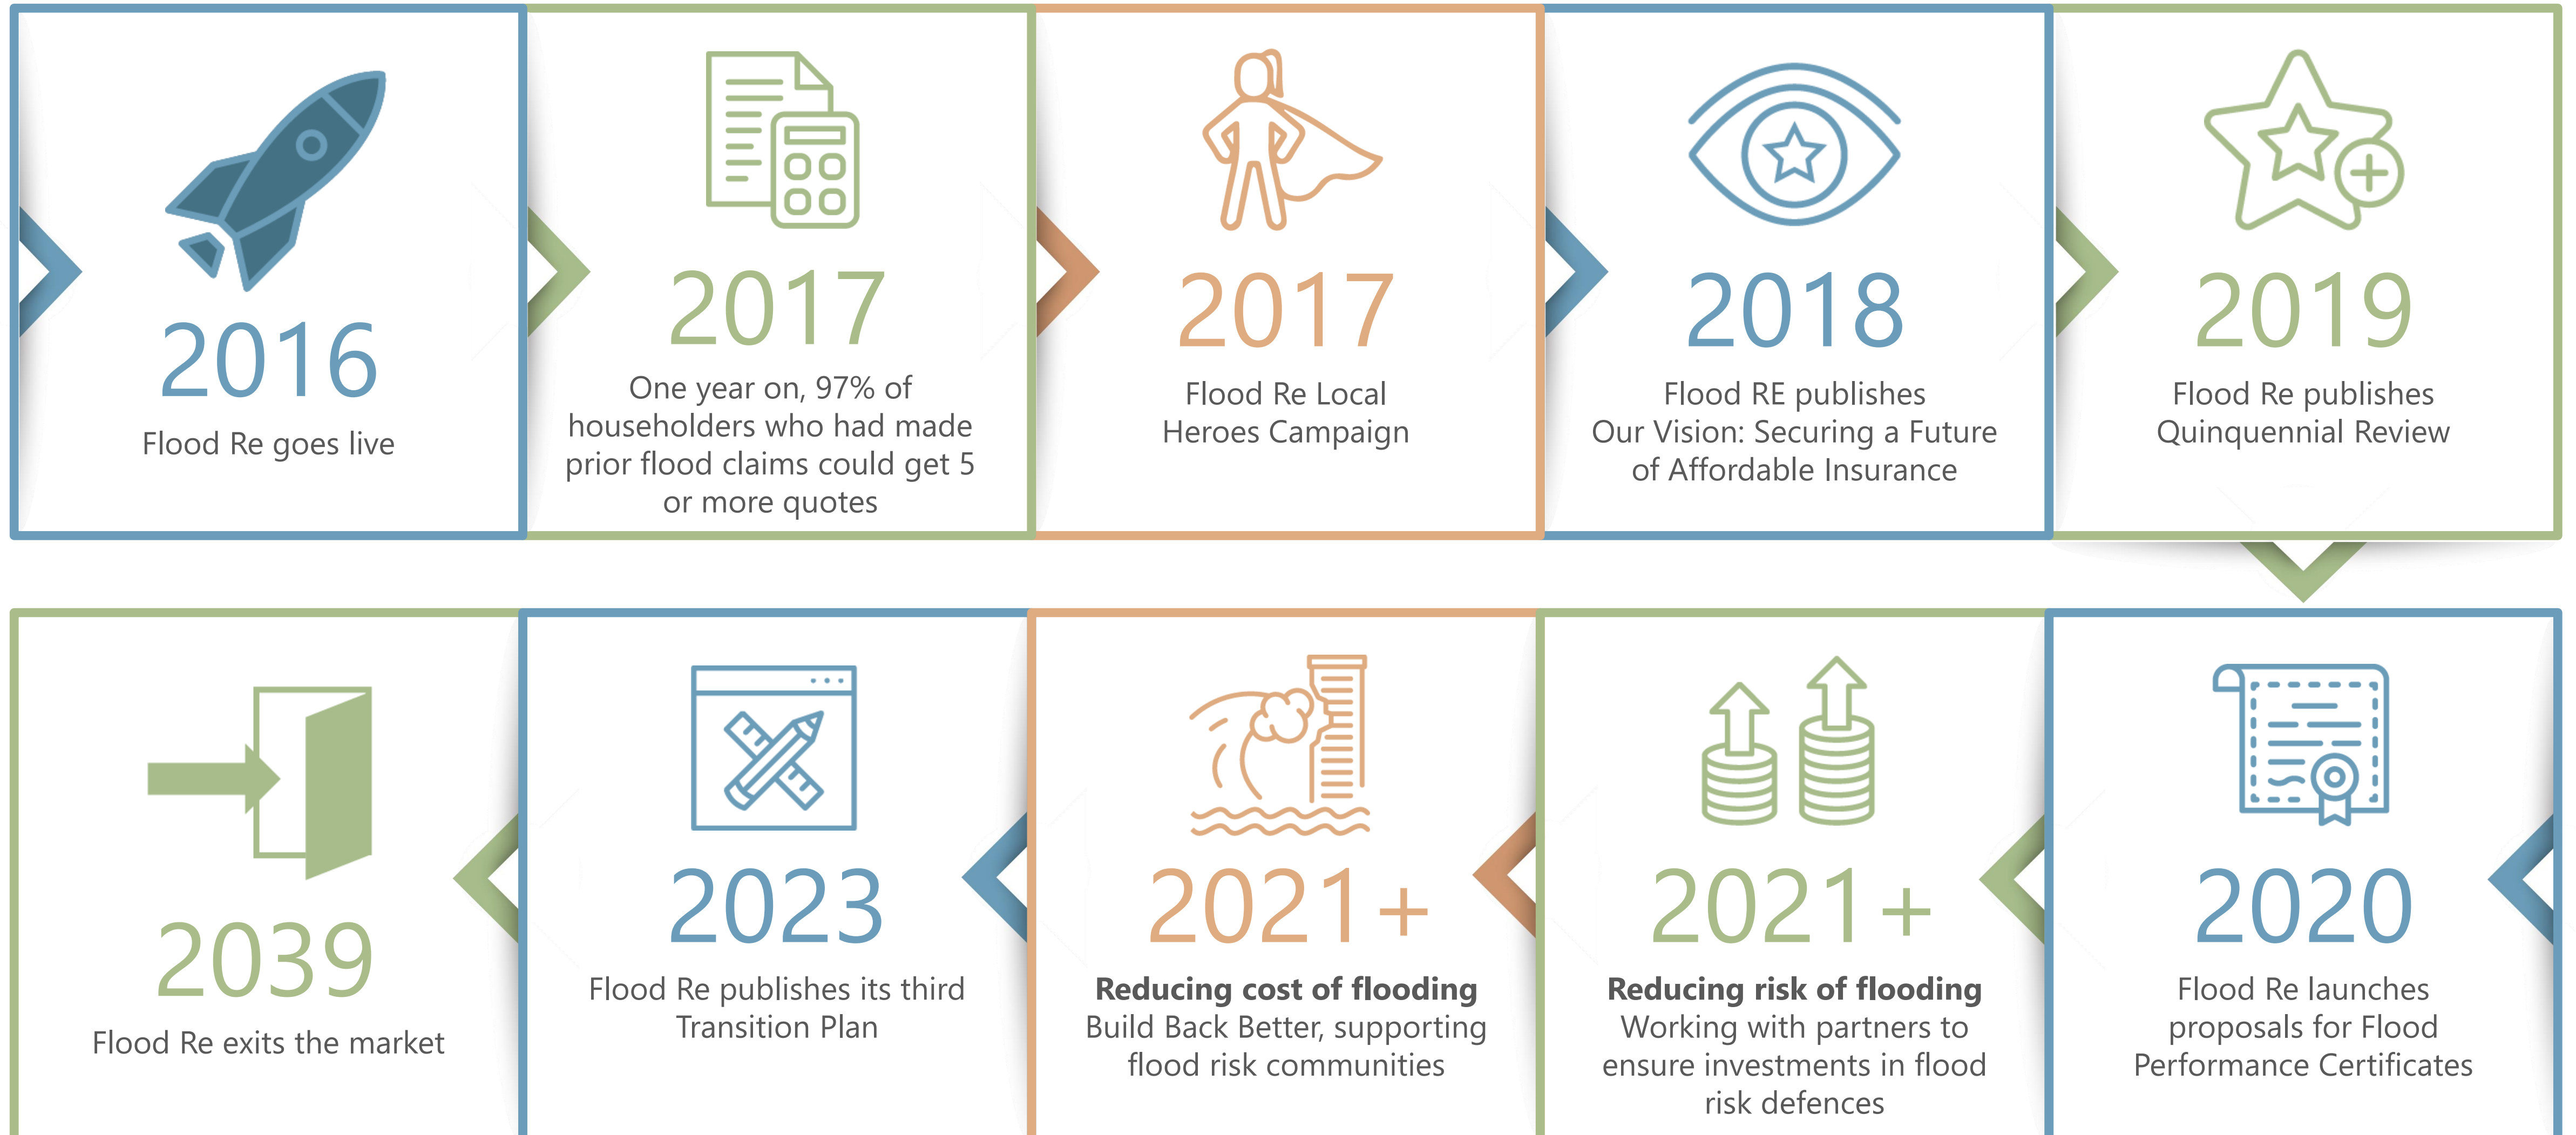 2016
Flood Re goes live
2017
One year on, 97% of
householders who had made
prior flood claims could get 5
or more quotes
2017
Flood Re Local
Heroes Campaign
2018
Flood RE publishes
Our Vision: Securing a Future
of Affordable Insurance
2019
Flood Re publishes
Quinquennial Review
2020
Flood Re launches
proposals for Flood
Performance Certificates
2021+
Reducing risk of flooding
Working with partners to
ensure investments in flood
risk defences
2021+
Reducing cost of flooding
Build Back Better, supporting
flood risk communities
2023
Flood Re publishes its third
Transition Plan
2039
Flood Re exits the market